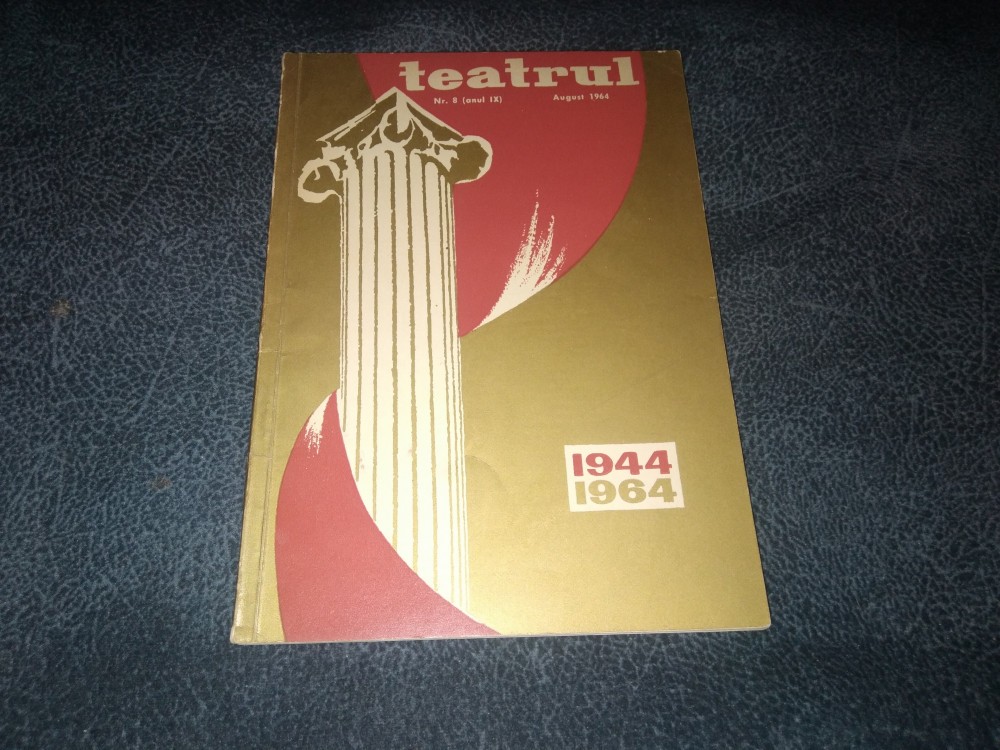 teatrul
Nr. 8 (anul IX) August 1964
1944
1964